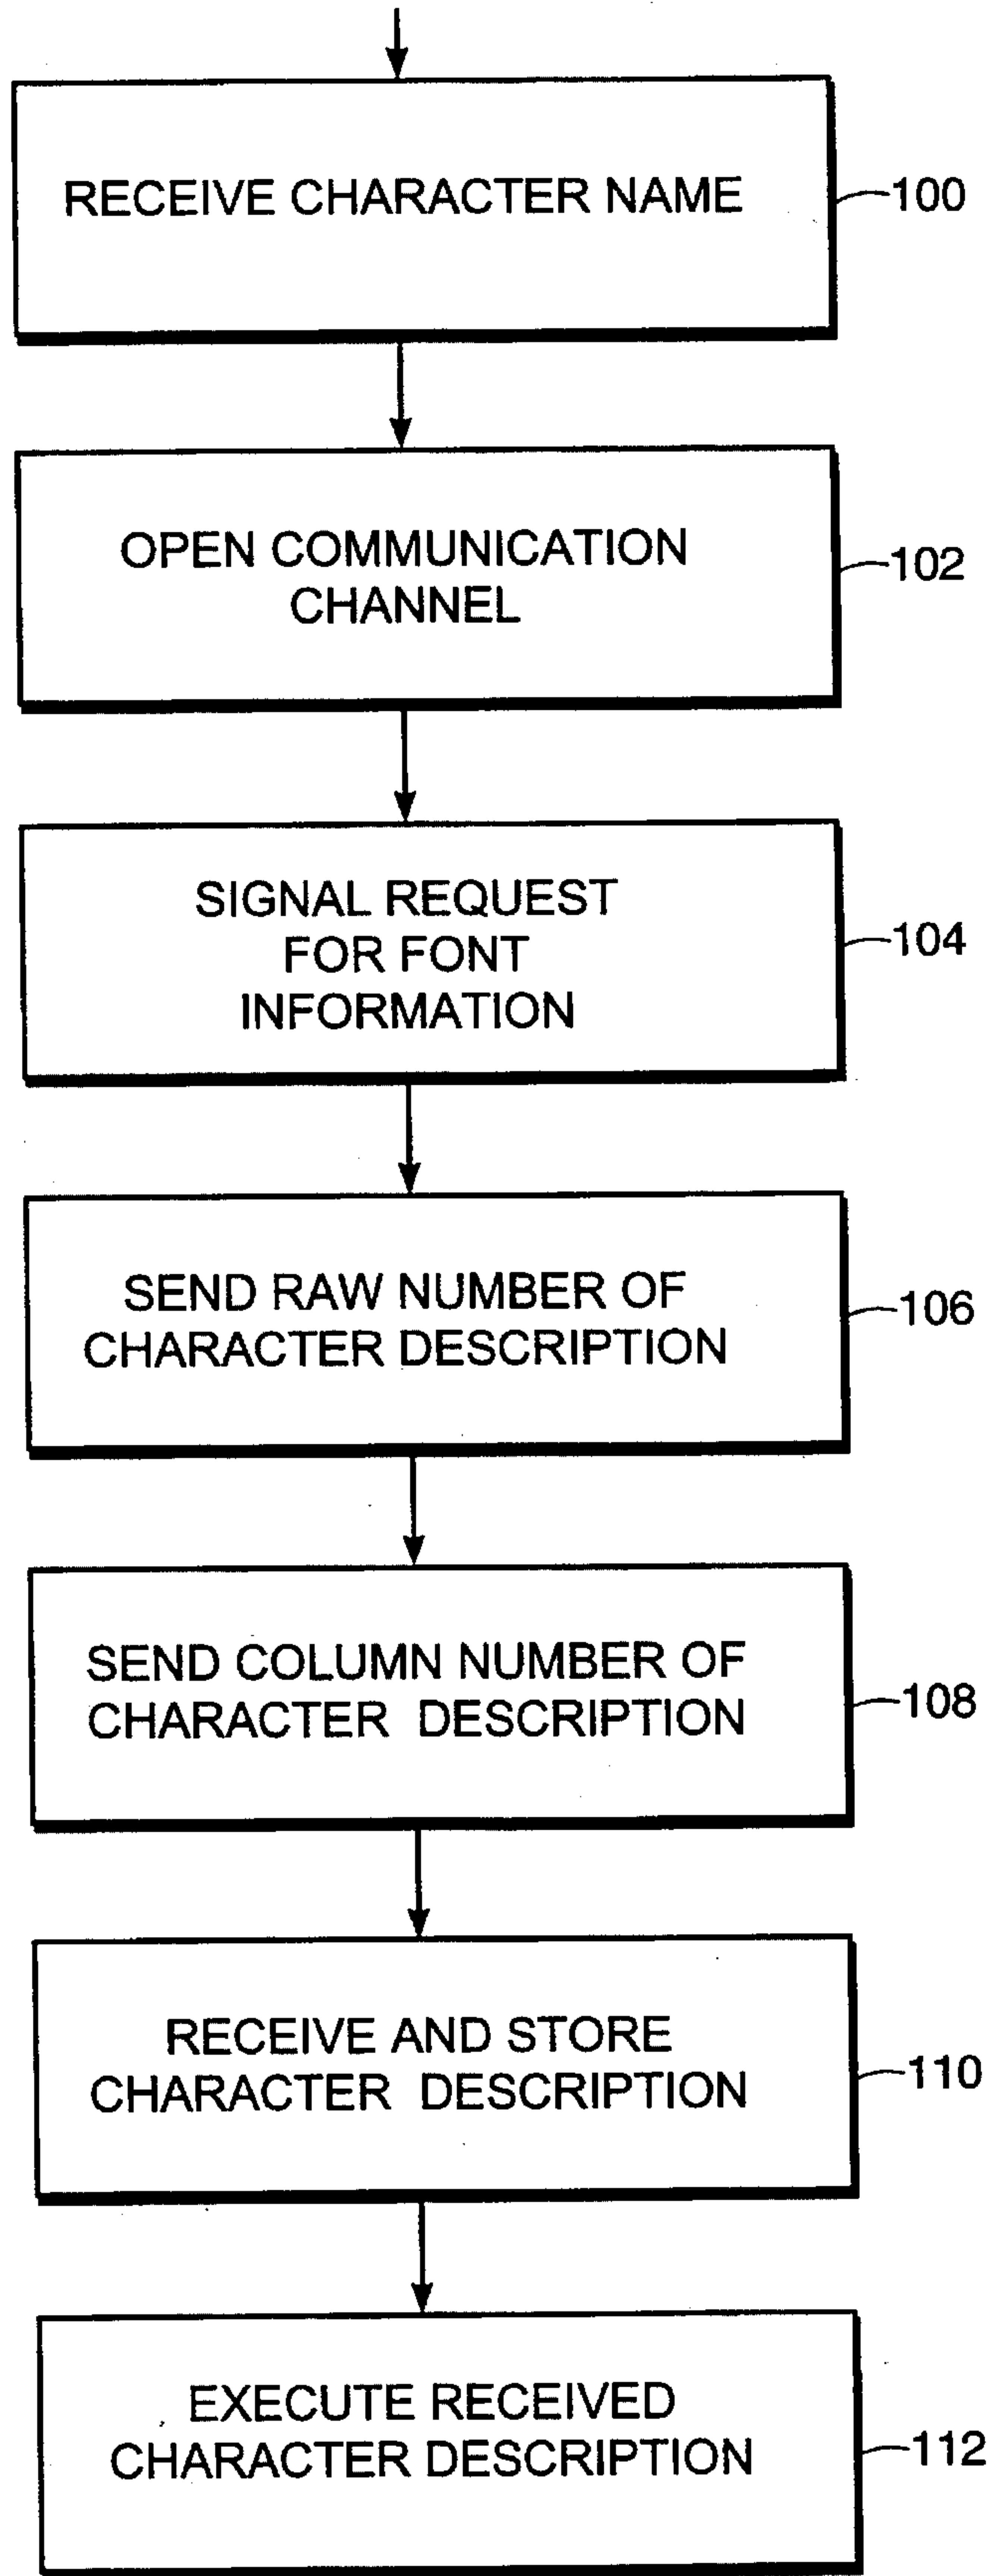 RECEIVE CHARACTER NAME
100
OPEN COMMUNICATION
CHANNEL
102
SIGNAL REQUEST
FOR FONT
INFORMATION
104
SEND RAW NUMBER OF
CHARACTER DESCRIPTION
106
SEND COLUMN NUMBER OF
CHARACTER DESCRIPTION
108
RECEIVE AND STORE
CHARACTER DESCRIPTION
110
EXECUTE RECEIVED
CHARACTER DESCRIPTION
112